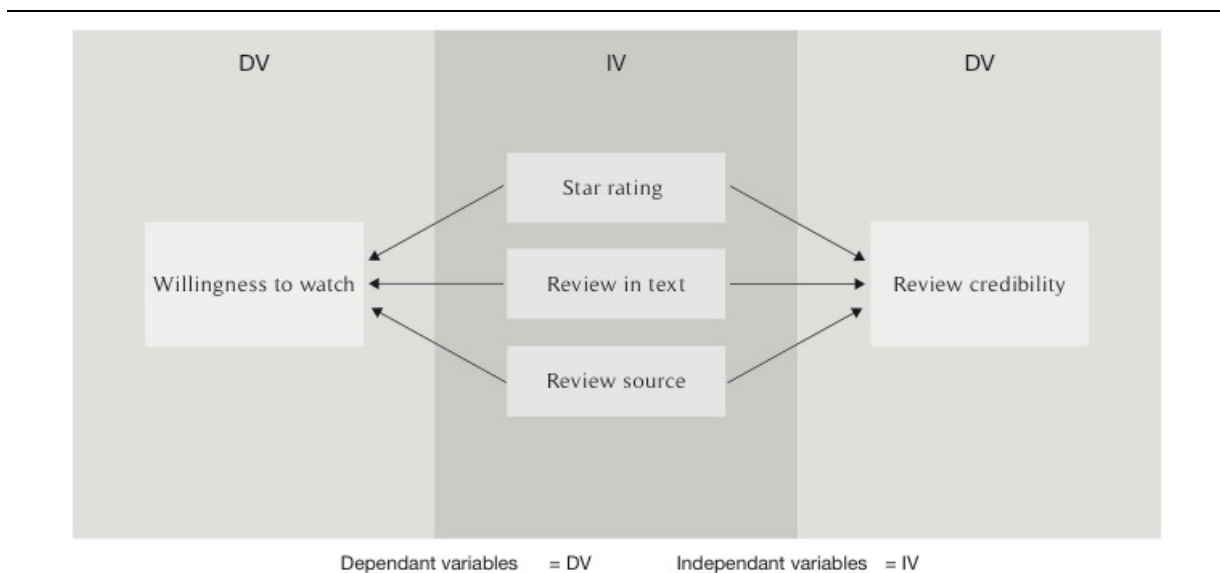 DV IV DV
Star rating
Willingness to watch Review in text Review credibility
Review source
Dependant variables = DV Independant variables = IV